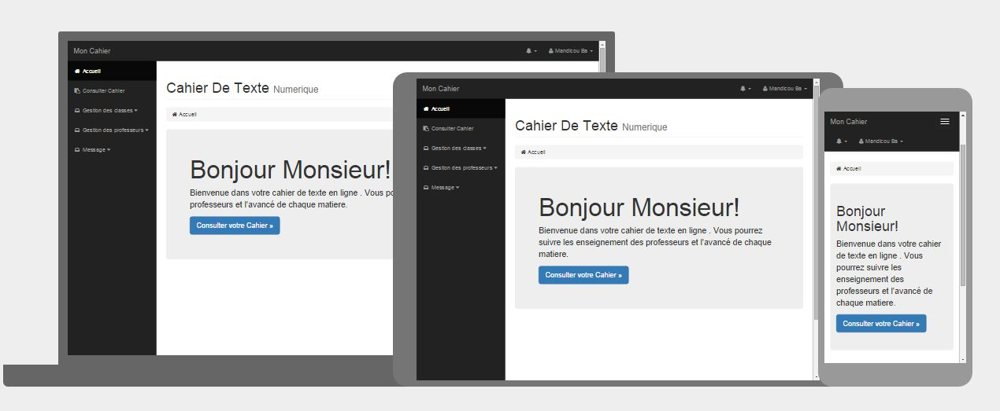 Mon Cahier
Mandicou Ba
Accueil
Consulter Cahier
Gestion des classes
Gestion des professeurs
Message
Cahier De Texte Numerique
Accueil
Bonjour Monsieur!
Bienvenue dans votre cahier de texte en ligne . Vous
professeurs et l'avancé de chaque matiere.
Consulter votre Cahier »
Mon Cahier
Mandicou Ba
Accueil
Consulter Cahier
Gestion des classes
Gestion des professeurs
Message
Cahier De Texte Numerique
Accueil
Bonjour Monsieur!
Bienvenue dans votre cahier de texte en ligne . Vous pourrez
suivre les enseignement des professeurs et l'avancé de chaque
matiere.
Consulter votre Cahier »
Mon Cahier
Mandicou Ba
Accueil
Bonjour
Monsieur!
Bienvenue dans votre cahier
de texte en ligne . Vous
pourrez suivre les
enseignement des
professeurs et l'avancé de
chaque matiere.
Consulter votre Cahier »